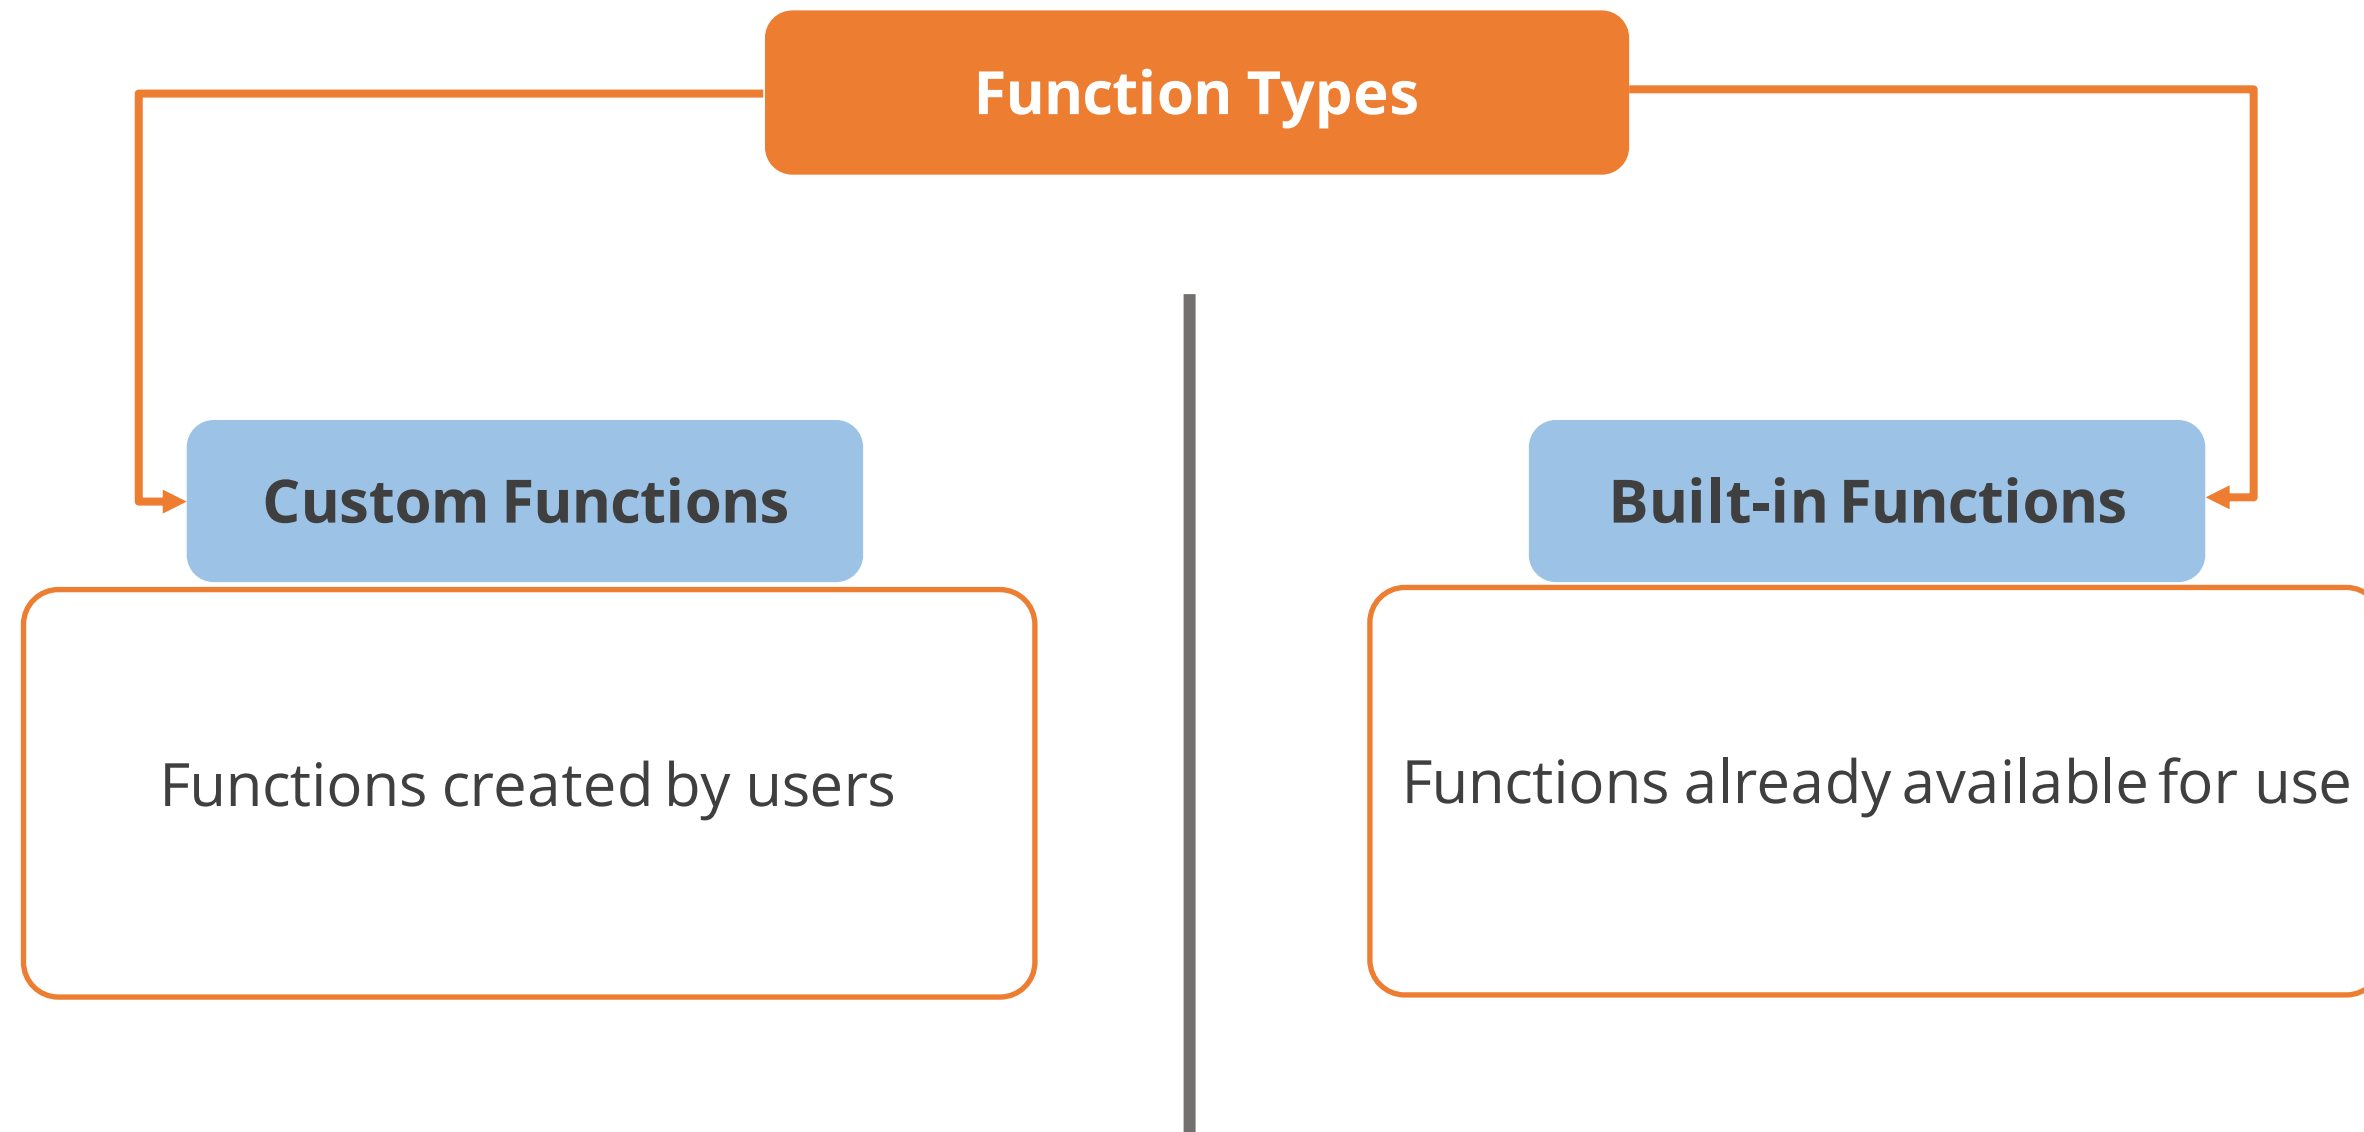 Function Types
Custom Functions
Built-in Functions
Functions created by users
Functions already available for use